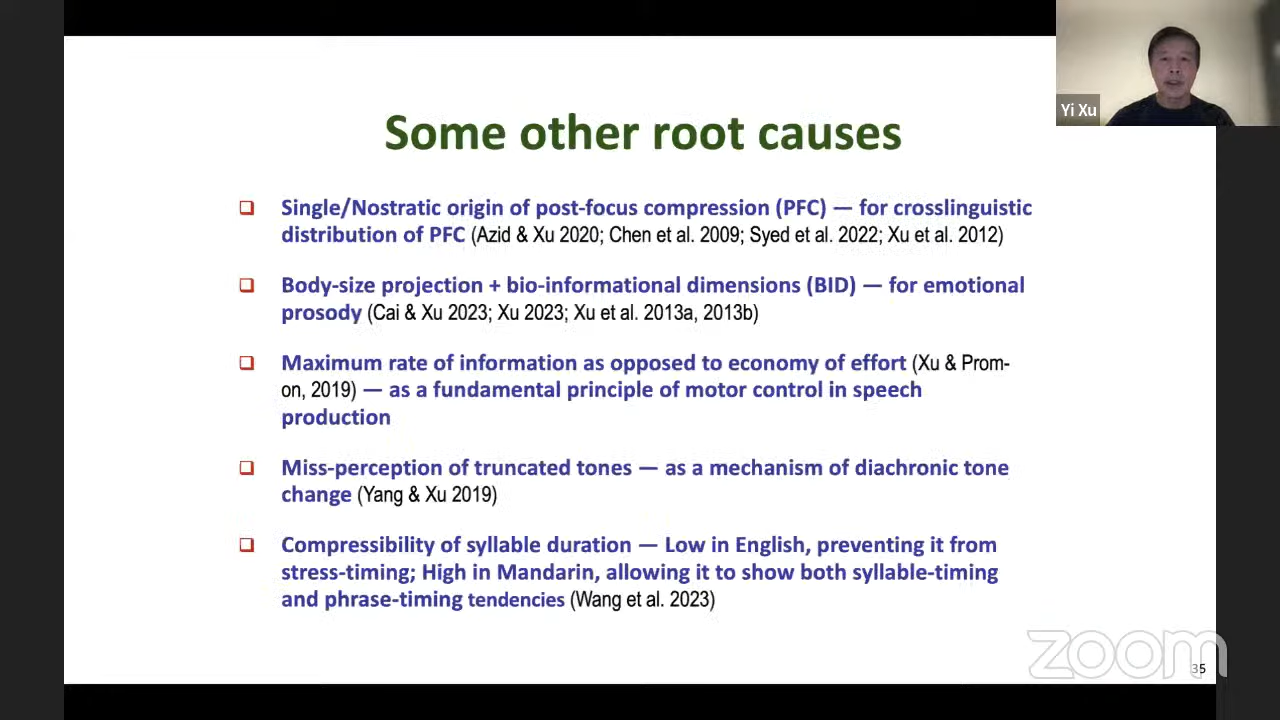 Yi Xu
Some other root causes
❑ Single/Nostratic origin of post-focus compression (PFC) — for crosslinguistic
distribution of PFC (Azid & Xu 2020; Chen et al. 2009; Syed et al. 2022; Xu et al. 2012)
❑ Body-size projection + bio-informational dimensions (BID) — for emotional
prosody (Cai & Xu 2023; Xu 2023; Xu et al. 2013a, 2013b)
❑ Maximum rate of information as opposed to economy of effort (Xu & Prom-
on, 2019) — as a fundamental principle of motor control in speech
production
❑ Miss-perception of truncated tones — as a mechanism of diachronic tone
change (Yang & Xu 2019)
❑ Compressibility of syllable duration — Low in English, preventing it from
stress-timing; High in Mandarin, allowing it to show both syllable-timing
and phrase-timing tendencies (Wang et al. 2023)
zoom
35